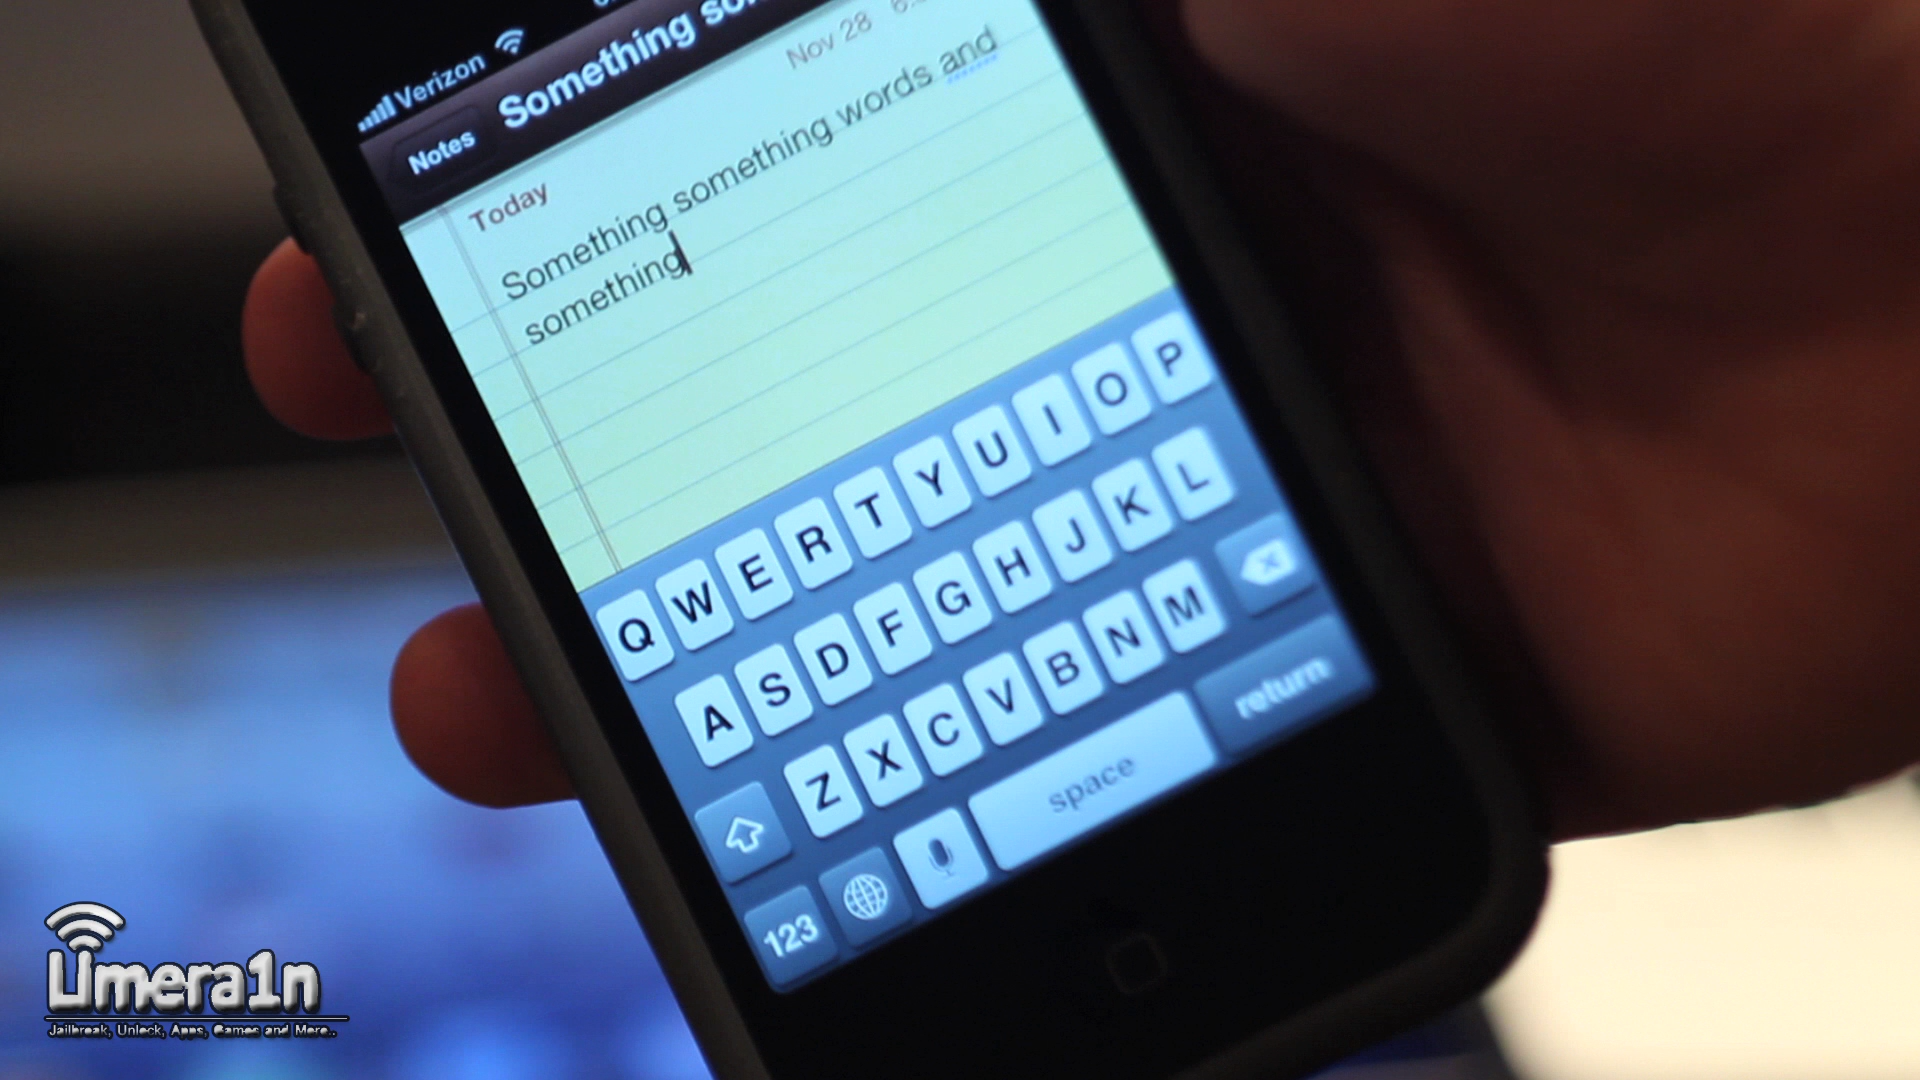 Verizon
Notes
Something so
Today
Nov 28
Something something words and
something
Q W E R T Y U I O P
A S D F G H J K L
Z X C V B N M
123
space
return
Limera1n
Jailbreak, Unlock, Apps, Games and More..